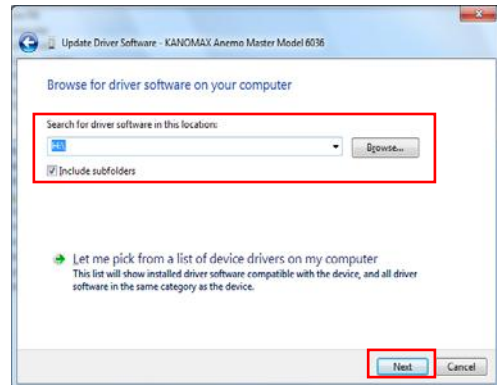 Update Driver Software - KANOMAX Anemo Master Model 6036
Browse for driver software on your computer
Search for driver software in this location:
Browse...
Include subfolders
Let me pick from a list of device drivers on my computer
This list will show installed driver software compatible with the device, and all driver
software in the same category as the device.
Next Cancel